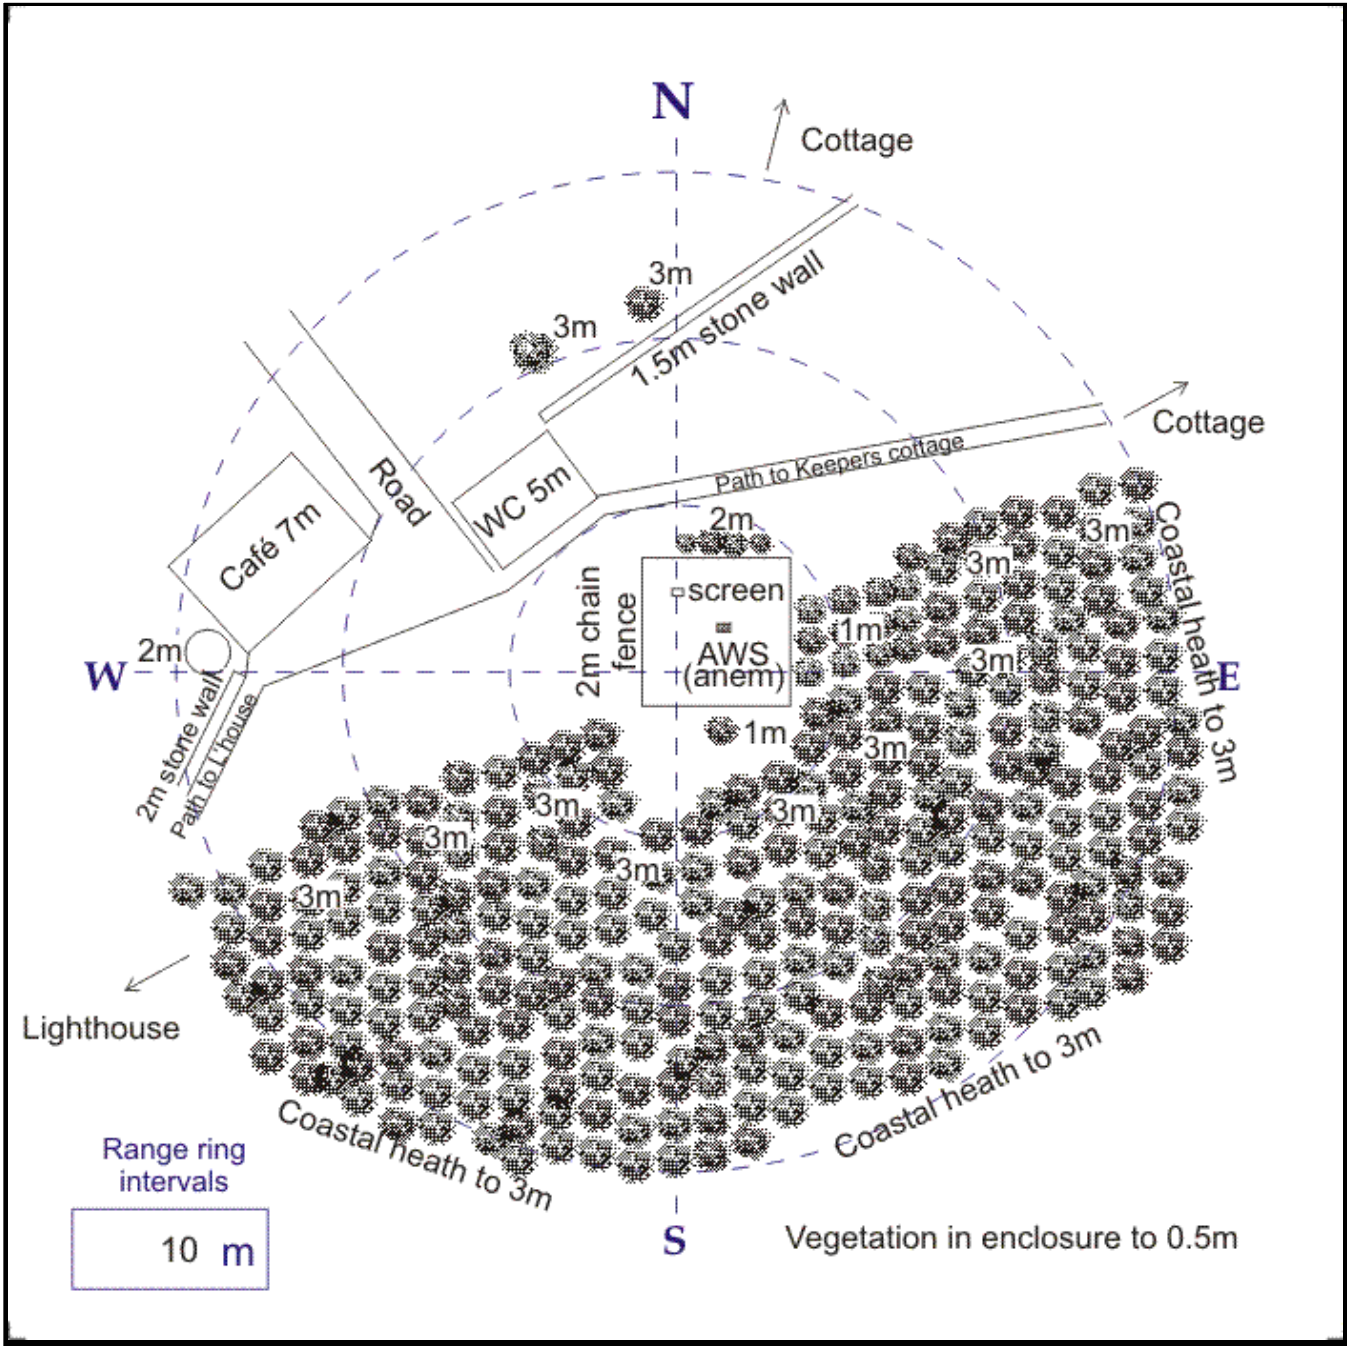 N
Cottage
3m
3m
1.5m stone wall
Cottage
Path to Keepers cottage
Road
WC 5m
Café 7m
2m
3m
3m
Coastal heath to 3m
2m chain
fence
screen
AWS
(anem)
1m
3m
W
2m
E
2m stone wall
Path to L'house
1m
3m
3m
3m
3m
3m
3m
Lighthouse
Coastal heath to 3m
Coastal heath to 3m
Range ring
intervals
10 m
S
Vegetation in enclosure to 0.5m